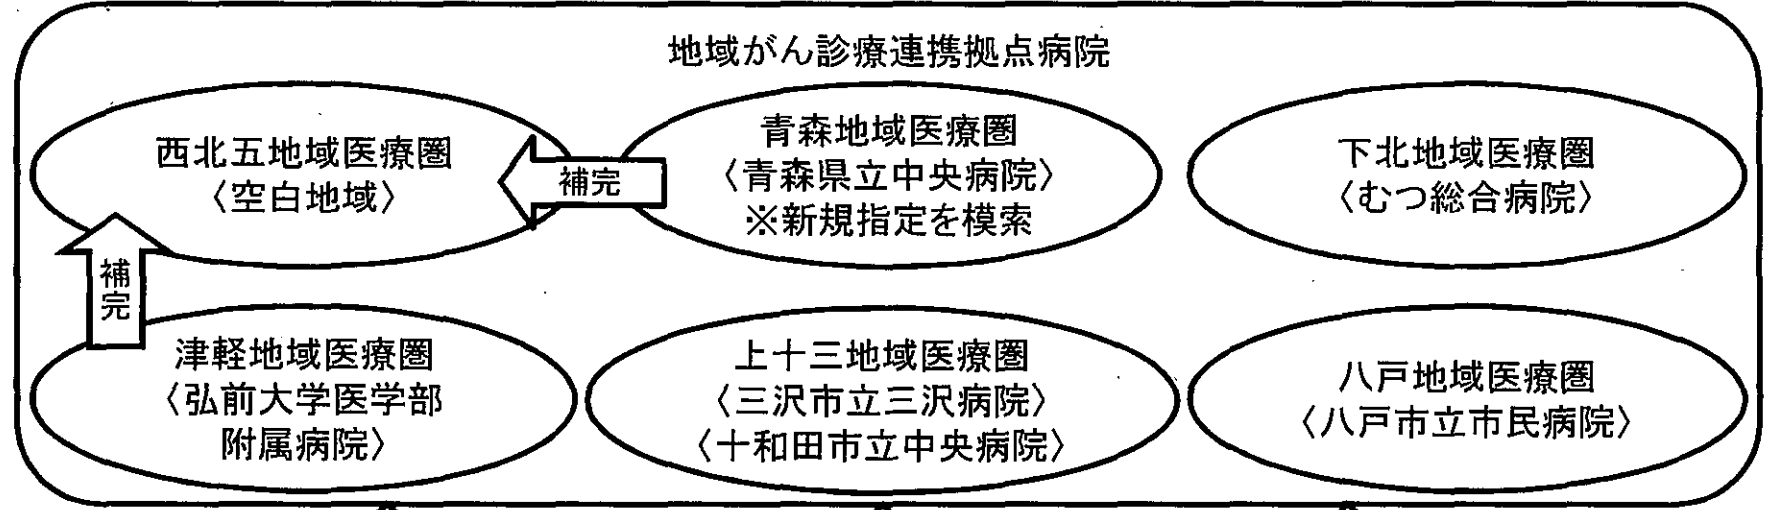 地域がん診療連携拠点病院
西北五地域医療圏
〈空白地域〉
補完
青森地域医療圏
〈青森県立中央病院〉
※新規指定を模索
下北地域医療圏
〈むつ総合病院〉
補完
津軽地域医療圏
〈弘前大学医学部
附属病院〉
上十三地域医療圏
〈三沢市立三沢病院〉
〈十和田市立中央病院〉
八戸地域医療圏
〈八戸市立市民病院〉